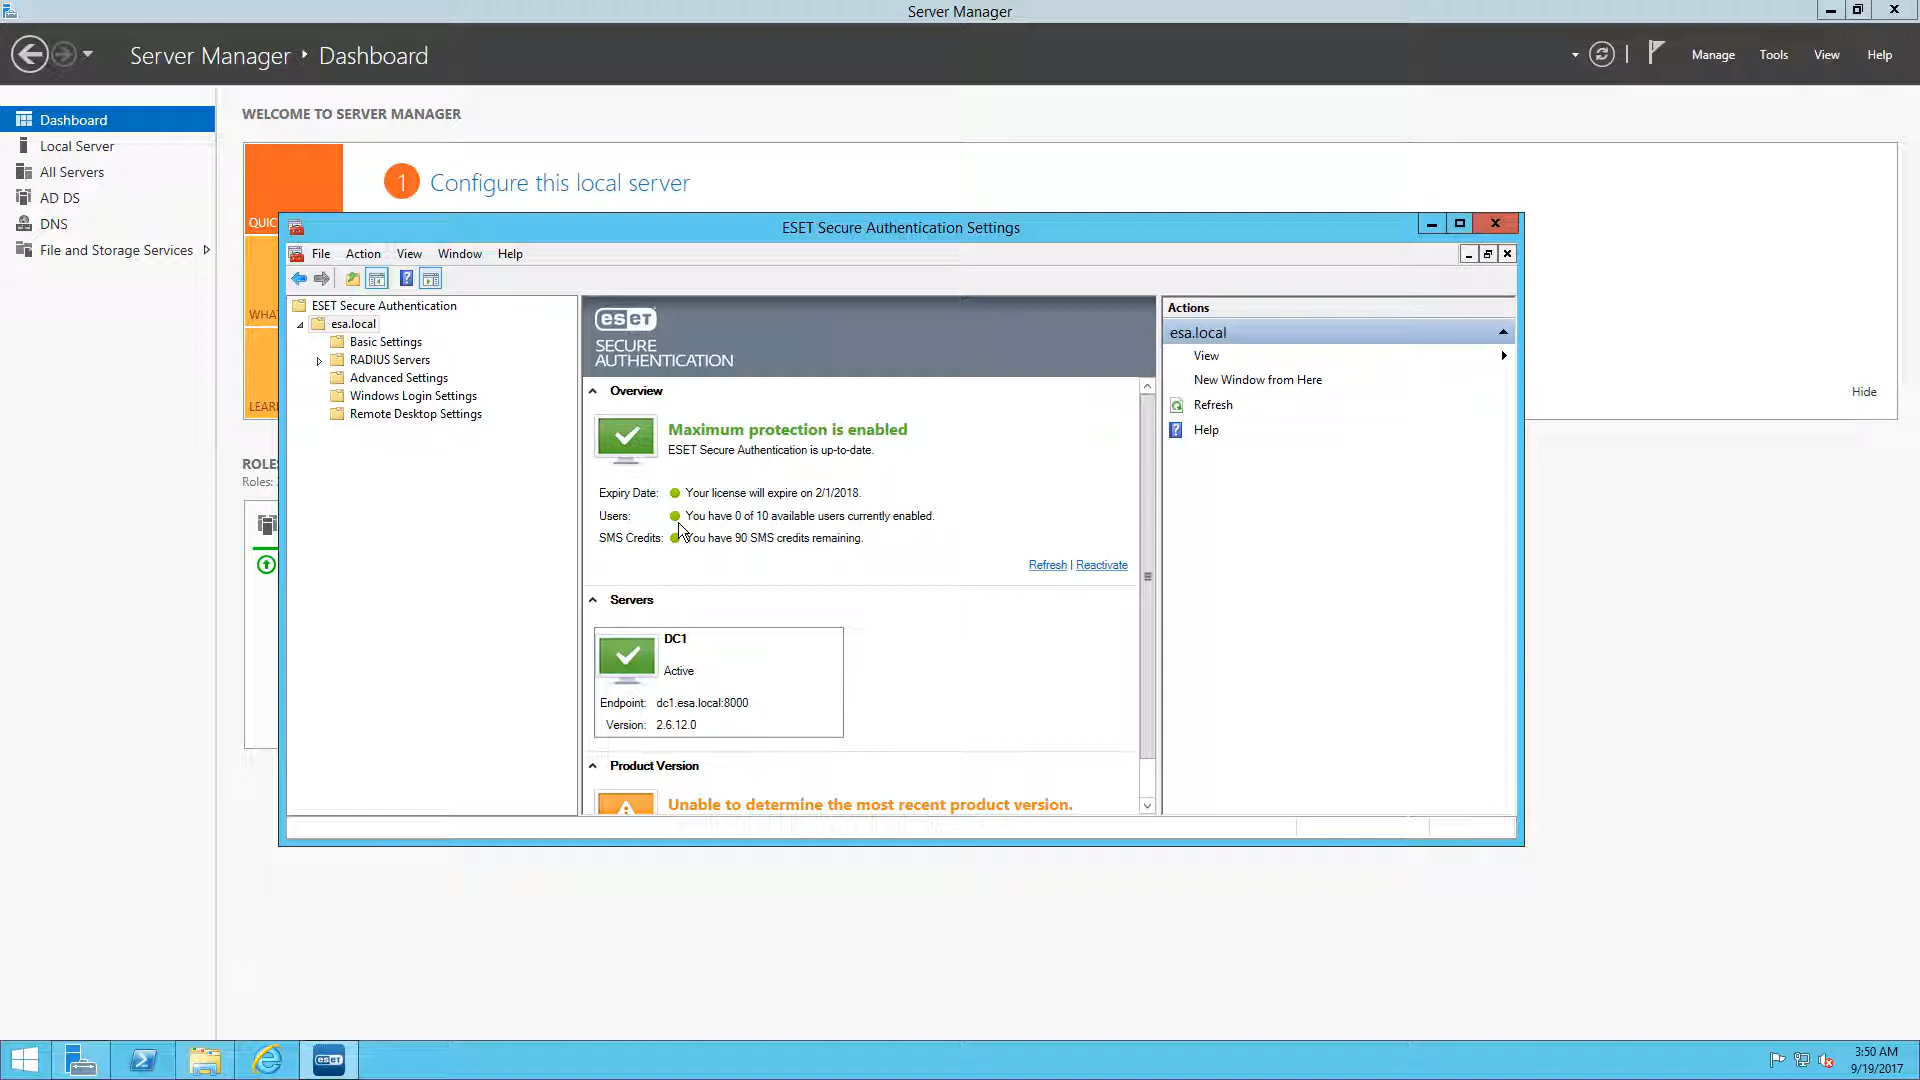 Server Manager
Server Manager ‣ Dashboard
Manage Tools View Help
Dashboard
Local Server
All Servers
AD DS
DNS
File and Storage Services
WELCOME TO SERVER MANAGER
1 Configure this local server
QUIC
WHAT
LEARI
Hide
ROLES
Roles:
ESET Secure Authentication Settings
File Action View Window Help
ESET Secure Authentication
esa.local
Basic Settings
RADIUS Servers
Advanced Settings
Windows Login Settings
Remote Desktop Settings
eseT
SECURE
AUTHENTICATION
Overview
Maximum protection is enabled
ESET Secure Authentication is up-to-date.
Expiry Date: Your license will expire on 2/1/2018.
Users: You have 0 of 10 available users currently enabled.
SMS Credits: You have 90 SMS credits remaining.
Refresh | Reactivate
Servers
DC1
Active
Endpoint: dc1.esa.local:8000
Version: 2.6.12.0
Product Version
Unable to determine the most recent product version.
Actions
esa.local
View
New Window from Here
Refresh
Help
eseT
3:50 AM
9/19/2017